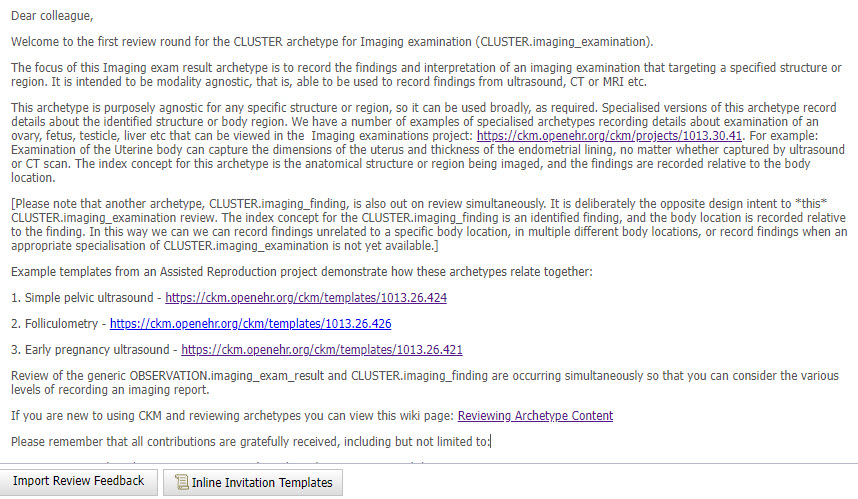 Dear colleague,
Welcome to the first review round for the CLUSTER archetype for Imaging examination (CLUSTER.imaging_examination).
The focus of this Imaging exam result archetype is to record the findings and interpretation of an imaging examination that targeting a specified structure or
region. It is intended to be modality agnostic, that is, able to be used to record findings from ultrasound, CT or MRI etc.
This archetype is purposely agnostic for any specific structure or region, so it can be used broadly, as required. Specialised versions of this archetype record
details about the identified structure or body region. We have a number of examples of specialised archetypes recording details about examination of an
ovary, fetus, testicle, liver etc that can be viewed in the  Imaging examinations project: https://ckm.openehr.org/ckm/projects/1013.30.41. For example:
Examination of the Uterine body can capture the dimensions of the uterus and thickness of the endometrial lining, no matter whether captured by ultrasound
or CT scan. The index concept for this archetype is the anatomical structure or region being imaged, and the findings are recorded relative to the body
location.
[Please note that another archetype, CLUSTER.imaging_finding, is also out on review simultaneously. It is deliberately the opposite design intent to *this*
CLUSTER.imaging_examination review. The index concept for the CLUSTER.imaging_finding is an identified finding, and the body location is recorded relative
to the finding. In this way we can we can record findings unrelated to a specific body location, in multiple different body locations, or record findings when an
appropriate specialisation of CLUSTER.imaging_examination is not yet available.]
Example templates from an Assisted Reproduction project demonstrate how these archetypes relate together:
1. Simple pelvic ultrasound - https://ckm.openehr.org/ckm/templates/1013.26.424
2. Folliculometry - https://ckm.openehr.org/ckm/templates/1013.26.426
3. Early pregnancy ultrasound - https://ckm.openehr.org/ckm/templates/1013.26.421
Review of the generic OBSERVATION.imaging_exam_result and CLUSTER.imaging_finding are occurring simultaneously so that you can consider the various
levels of recording an imaging report.
If you are new to using CKM and reviewing archetypes you can view this wiki page: Reviewing Archetype Content
Please remember that all contributions are gratefully received, including but not limited to:
Import Review Feedback
Inline Invitation Templates